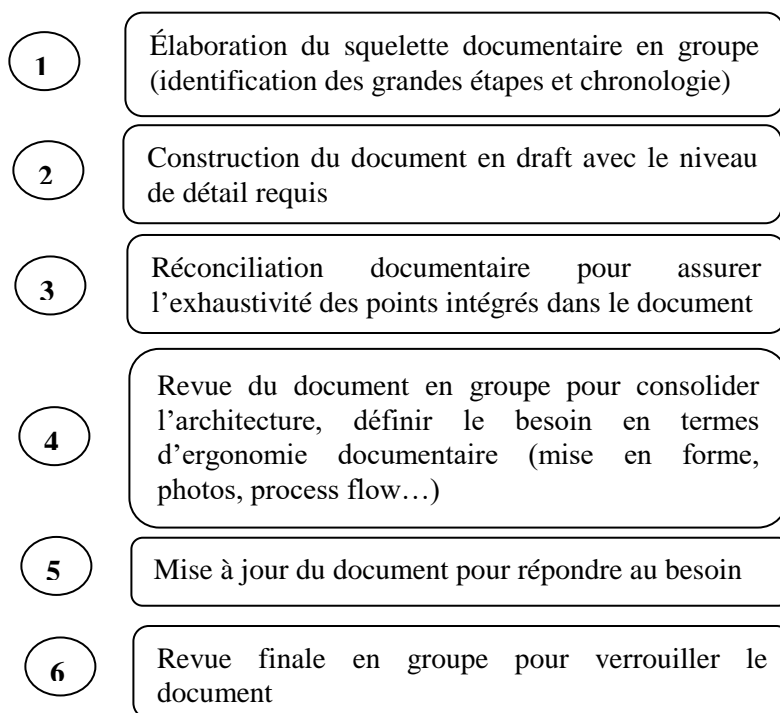 1
Élaboration du squelette documentaire en groupe
(identification des grandes étapes et chronologie)
2
Construction du document en draft avec le niveau
de détail requis
3
Réconciliation documentaire pour assurer
l’exhaustivité des points intégrés dans le document
4
Revue du document en groupe pour consolider
l’architecture, définir le besoin en termes
d’ergonomie documentaire (mise en forme,
photos, process flow…)
5
Mise à jour du document pour répondre au besoin
6
Revue finale en groupe pour verrouiller le
document